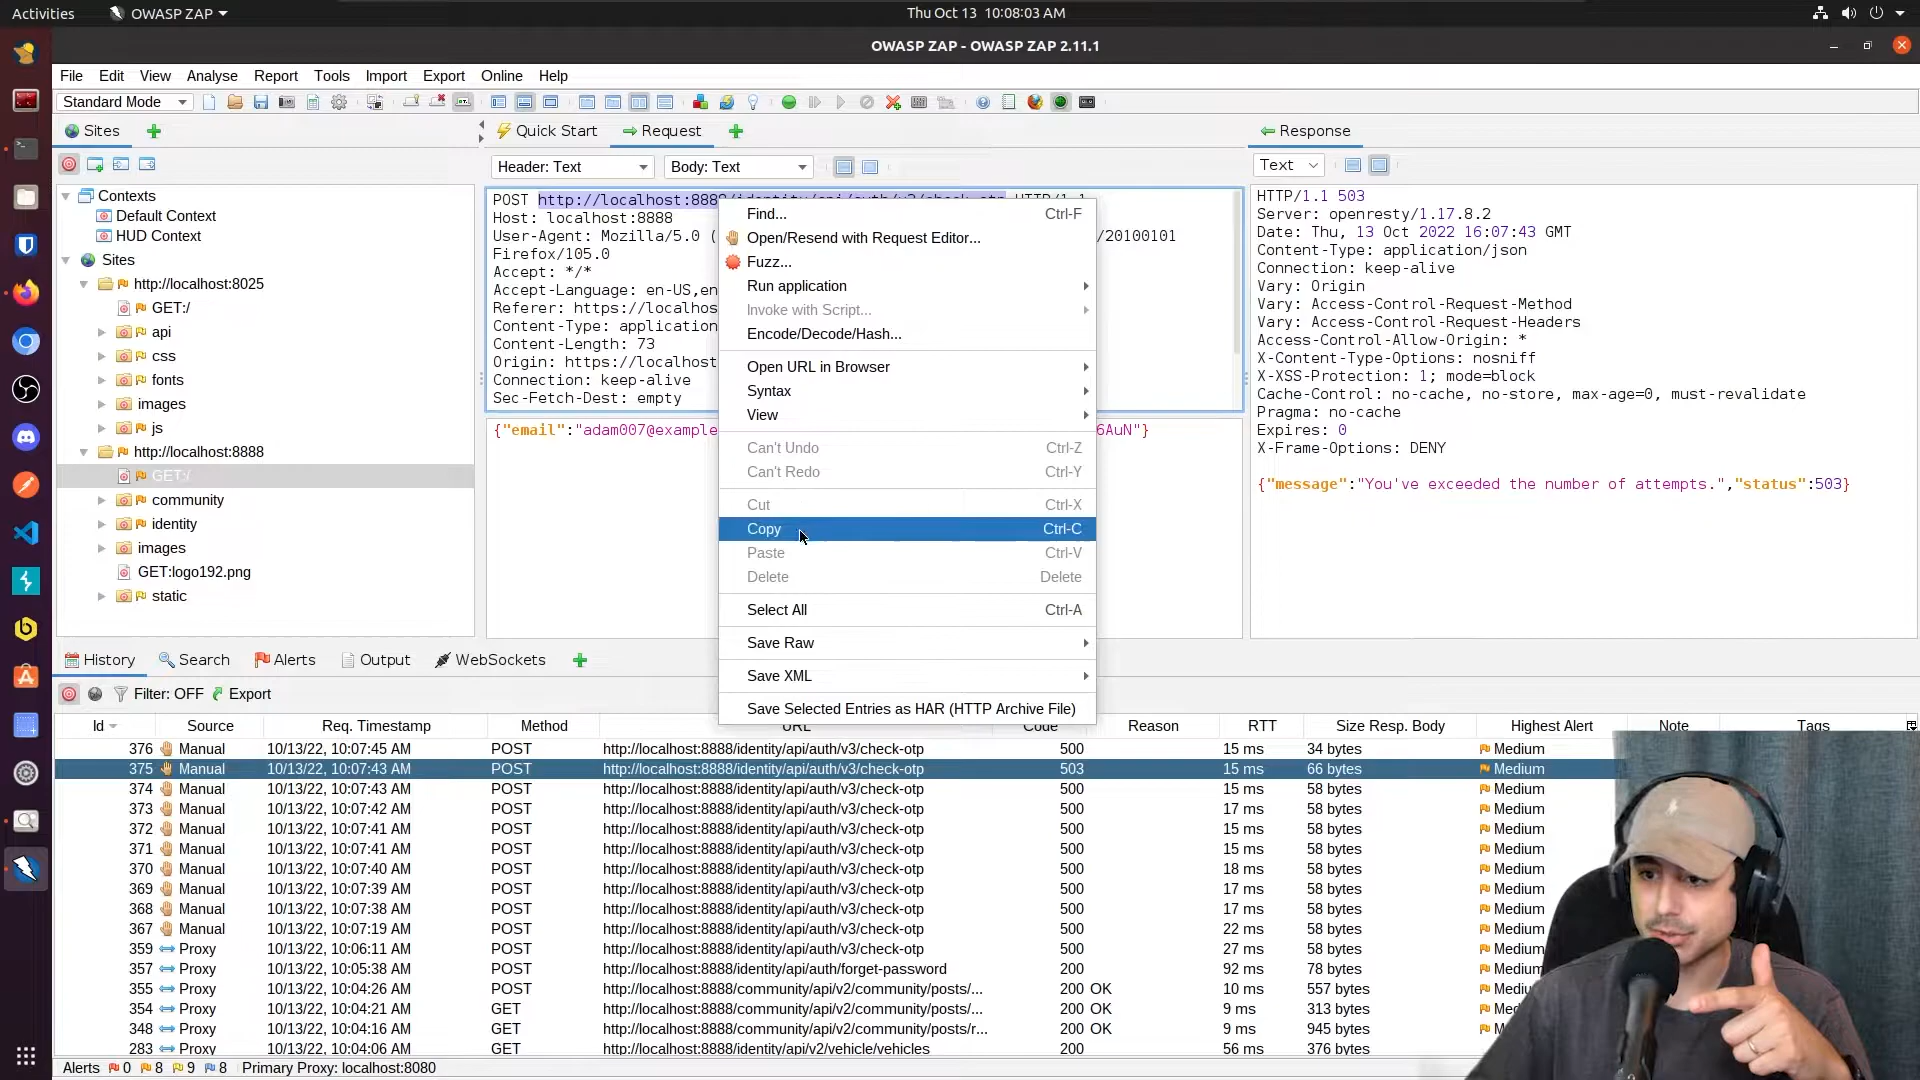 Activities
OWASP ZAP
Thu Oct 13 10:08:03 AM
OWASP ZAP - OWASP ZAP 2.11.1
File Edit View Analyse Report Tools Import Export Online Help
Standard Mode
Sites
Quick Start
Request
Response
Header: Text
Body: Text
Text
Contexts
Default Context
HUD Context
Sites
http://localhost:8025
GET:/
api
css
fonts
images
js
http://localhost:8888
GET:/
community
identity
images
GET:logo192.png
static
POST http://localhost:8888/identity/api/auth/v3/check-otp HTTP/1.1
Host: localhost:8888
User-Agent: Mozilla/5.0 ( /20100101
Firefox/105.0
Accept: */*
Accept-Language: en-US,en
Referer: https://localhos
Content-Type: application
Content-Length: 73
Origin: https://localhost
Connection: keep-alive
Sec-Fetch-Dest: empty
{"email":"adam007@example 6AuN"}
Find... Ctrl-F
Open/Resend with Request Editor...
Fuzz...
Run application
Invoke with Script...
Encode/Decode/Hash...
Open URL in Browser
Syntax
View
Can't Undo Ctrl-Z
Can't Redo Ctrl-Y
Cut Ctrl-X
Copy Ctrl-C
Paste Ctrl-V
Delete Delete
Select All Ctrl-A
Save Raw
Save XML
Save Selected Entries as HAR (HTTP Archive File)
HTTP/1.1 503
Server: openresty/1.17.8.2
Date: Thu, 13 Oct 2022 16:07:43 GMT
Content-Type: application/json
Connection: keep-alive
Vary: Origin
Vary: Access-Control-Request-Method
Vary: Access-Control-Request-Headers
Access-Control-Allow-Origin: *
X-Content-Type-Options: nosniff
X-XSS-Protection: 1; mode=block
Cache-Control: no-cache, no-store, max-age=0, must-revalidate
Pragma: no-cache
Expires: 0
X-Frame-Options: DENY
{"message":"You've exceeded the number of attempts.","status":503}
History
Search
Alerts
Output
WebSockets
Filter: OFF
Export
Id Source Req. Timestamp Method URL Code Reason RTT Size Resp. Body Highest Alert Note Tags
376 Manual 10/13/22, 10:07:45 AM POST http://localhost:8888/identity/api/auth/v3/check-otp 500 15 ms 34 bytes Medium
375 Manual 10/13/22, 10:07:43 AM POST http://localhost:8888/identity/api/auth/v3/check-otp 503 15 ms 66 bytes Medium
374 Manual 10/13/22, 10:07:43 AM POST http://localhost:8888/identity/api/auth/v3/check-otp 500 15 ms 58 bytes Medium
373 Manual 10/13/22, 10:07:42 AM POST http://localhost:8888/identity/api/auth/v3/check-otp 500 17 ms 58 bytes Medium
372 Manual 10/13/22, 10:07:41 AM POST http://localhost:8888/identity/api/auth/v3/check-otp 500 15 ms 58 bytes Medium
371 Manual 10/13/22, 10:07:41 AM POST http://localhost:8888/identity/api/auth/v3/check-otp 500 15 ms 58 bytes Medium
370 Manual 10/13/22, 10:07:40 AM POST http://localhost:8888/identity/api/auth/v3/check-otp 500 18 ms 58 bytes Medium
369 Manual 10/13/22, 10:07:39 AM POST http://localhost:8888/identity/api/auth/v3/check-otp 500 17 ms 58 bytes Medium
368 Manual 10/13/22, 10:07:38 AM POST http://localhost:8888/identity/api/auth/v3/check-otp 500 17 ms 58 bytes Medium
367 Manual 10/13/22, 10:07:19 AM POST http://localhost:8888/identity/api/auth/v3/check-otp 500 22 ms 58 bytes Medium
359 Proxy 10/13/22, 10:06:11 AM POST http://localhost:8888/identity/api/auth/v3/check-otp 500 27 ms 58 bytes Medium
357 Proxy 10/13/22, 10:05:38 AM POST http://localhost:8888/identity/api/auth/forget-password 200 92 ms 78 bytes Medium
355 Proxy 10/13/22, 10:04:26 AM POST http://localhost:8888/community/api/v2/community/posts/... 200 OK 10 ms 557 bytes Mediu
354 Proxy 10/13/22, 10:04:21 AM GET http://localhost:8888/community/api/v2/community/posts/... 200 OK 9 ms 313 bytes Med
348 Proxy 10/13/22, 10:04:16 AM GET http://localhost:8888/community/api/v2/community/posts/r... 200 OK 9 ms 945 bytes M
283 Proxy 10/13/22, 10:04:06 AM GET http://localhost:8888/identity/api/v2/vehicle/vehicles 200 56 ms 376 bytes
Alerts 0 8 9 8 Primary Proxy: localhost:8080